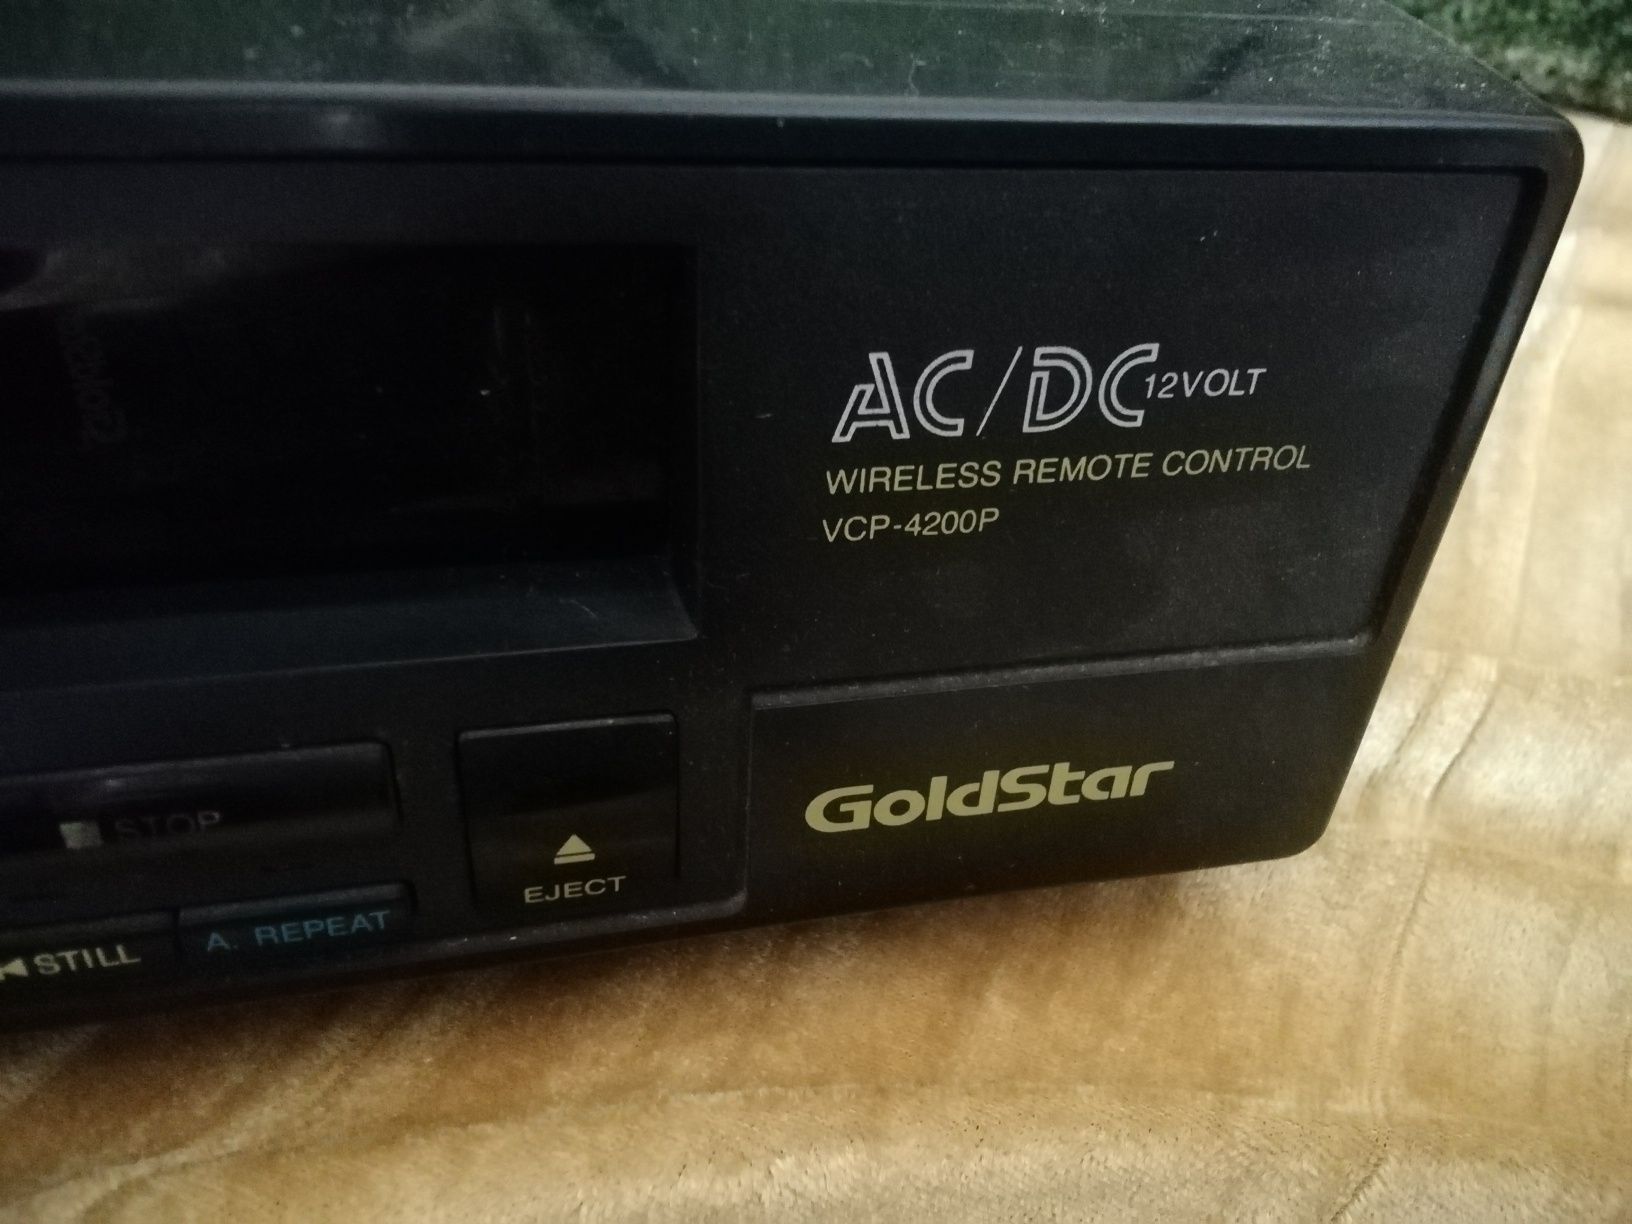 AC/DC 12VOLT
WIRELESS REMOTE CONTROL
VCP-4200P
GoldStar
STOP
EJECT
STILL
A. REPEAT